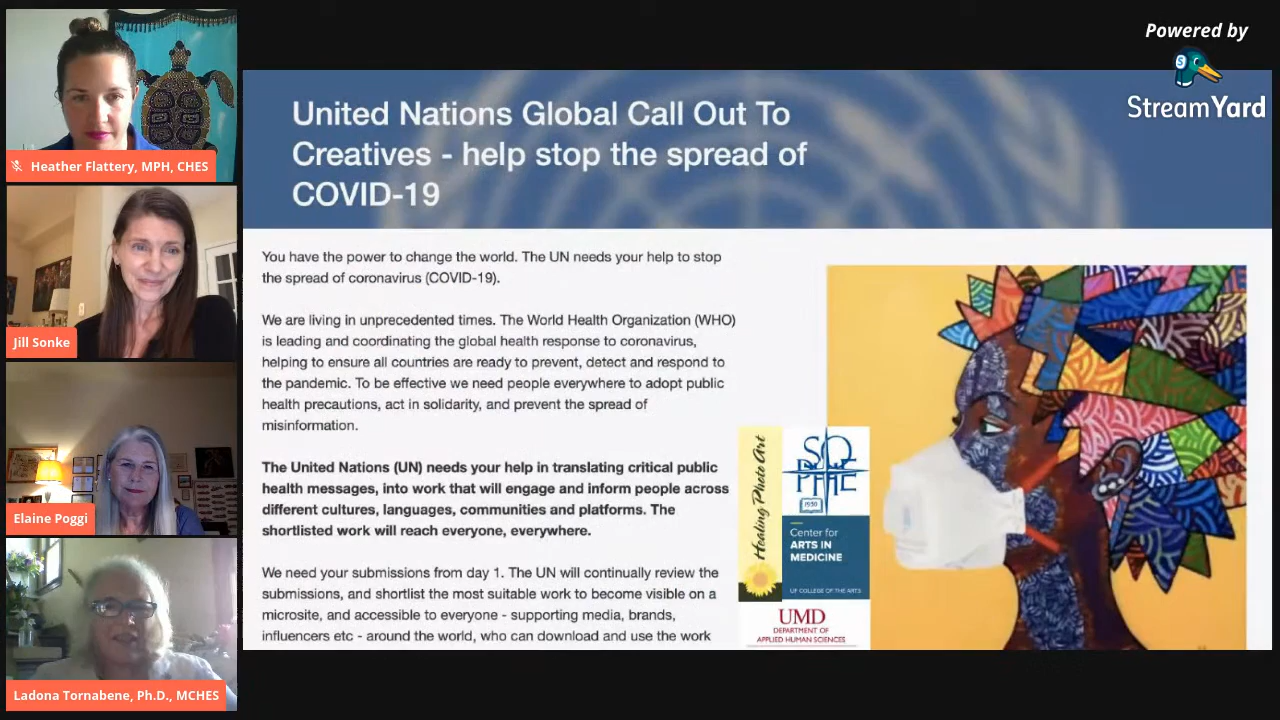 Powered by
StreamYard
Heather Flattery, MPH, CHES
Jill Sonke
Elaine Poggi
Ladona Tornabene, Ph.D., MCHES
United Nations Global Call Out To
Creatives - help stop the spread of
COVID-19
You have the power to change the world. The UN needs your help to stop
the spread of coronavirus (COVID-19).
We are living in unprecedented times. The World Health Organization (WHO)
is leading and coordinating the global health response to coronavirus,
helping to ensure all countries are ready to prevent, detect and respond to
the pandemic. To be effective we need people everywhere to adopt public
health precautions, act in solidarity, and prevent the spread of
misinformation.
The United Nations (UN) needs your help in translating critical public
health messages, into work that will engage and inform people across
different cultures, languages, communities and platforms. The
shortlisted work will reach everyone, everywhere.
We need your submissions from day 1. The UN will continually review the
submissions, and shortlist the most suitable work to become visible on a
microsite, and accessible to everyone - supporting media, brands,
influencers etc - around the world, who can download and use the work
Healing Photo Art
SO
PHE
1950
Center for
ARTS IN
MEDICINE
UF COLLEGE OF THE ARTS
UMD
DEPARTMENT OF
APPLIED HUMAN SCIENCES